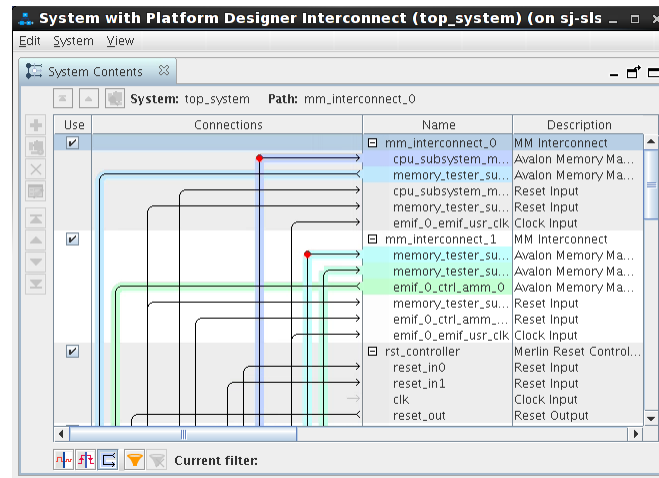 System with Platform Designer Interconnect (top_system) (on sj-sls
Edit System View
System Contents
System: top_system Path: mm_interconnect_0
Use Connections Name Description
mm_interconnect_0 MM Interconnect
cpu_subsystem_m... Avalon Memory Ma...
memory_tester_su... Avalon Memory Ma...
cpu_subsystem_m... Reset Input
memory_tester_su... Reset Input
emif_0_emif_usr_clk Clock Input
mm_interconnect_1 MM Interconnect
memory_tester_su... Avalon Memory Ma...
memory_tester_su... Avalon Memory Ma...
emif_0_ctrl_amm_0 Avalon Memory Ma...
memory_tester_su... Reset Input
emif_0_ctrl_amm_... Reset Input
emif_0_emif_usr_clk Clock Input
rst_controller Merlin Reset Control...
reset_in0 Reset Input
reset_in1 Reset Input
clk Clock Input
reset_out Reset Output
Current filter: